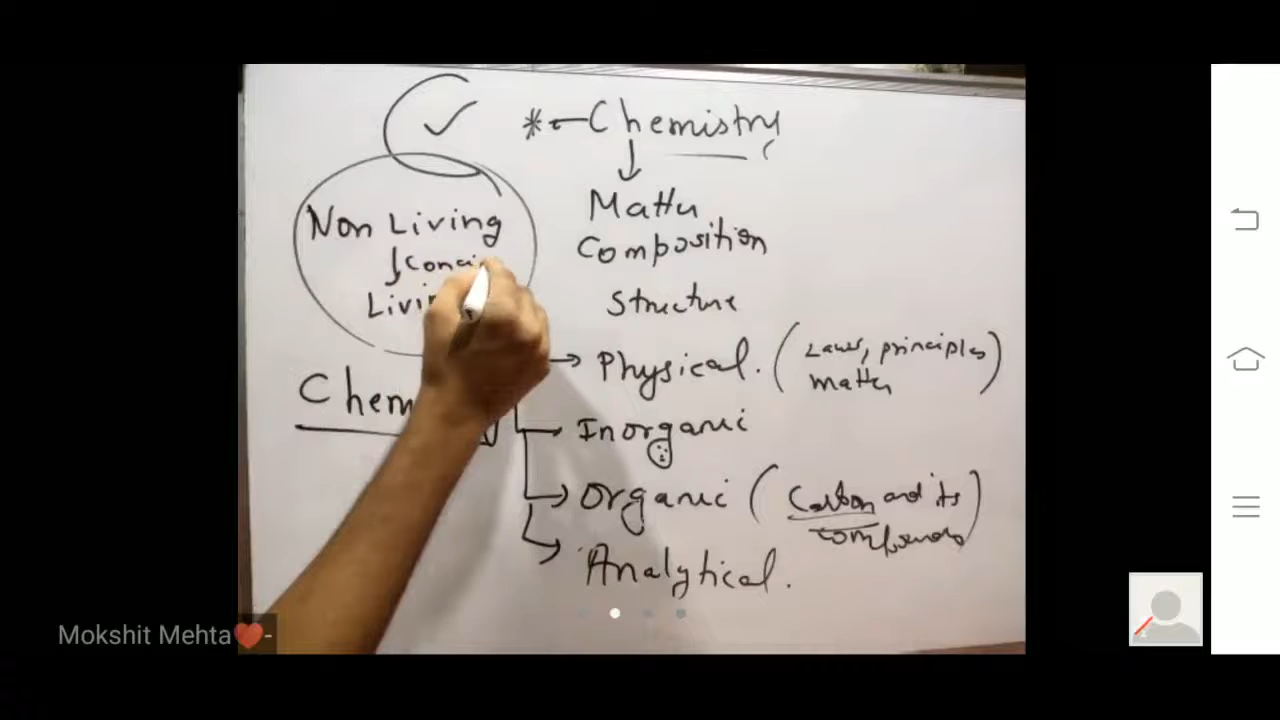 * Chemistry
Matter
Composition
Structure
Non Living
Living
Physical. (Laws, principles
matter)
Chem
Inorganic
Organic (Carbon and its
compounds)
Analytical.
Mokshit Mehta❤️-